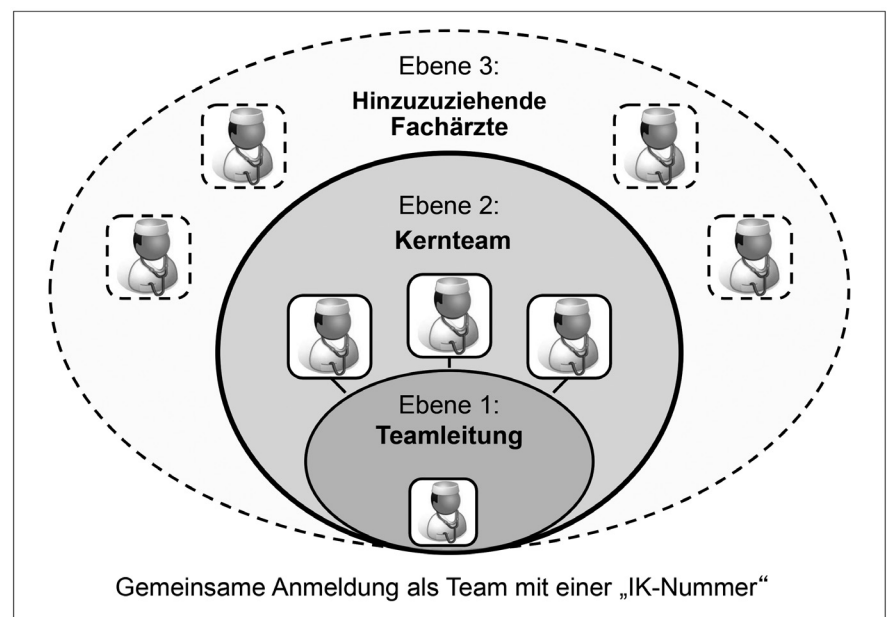 Ebene 3:
Hinzuzuziehende
Fachärzte
Ebene 2:
Kernteam
Ebene 1:
Teamleitung
Gemeinsame Anmeldung als Team mit einer „IK-Nummer“